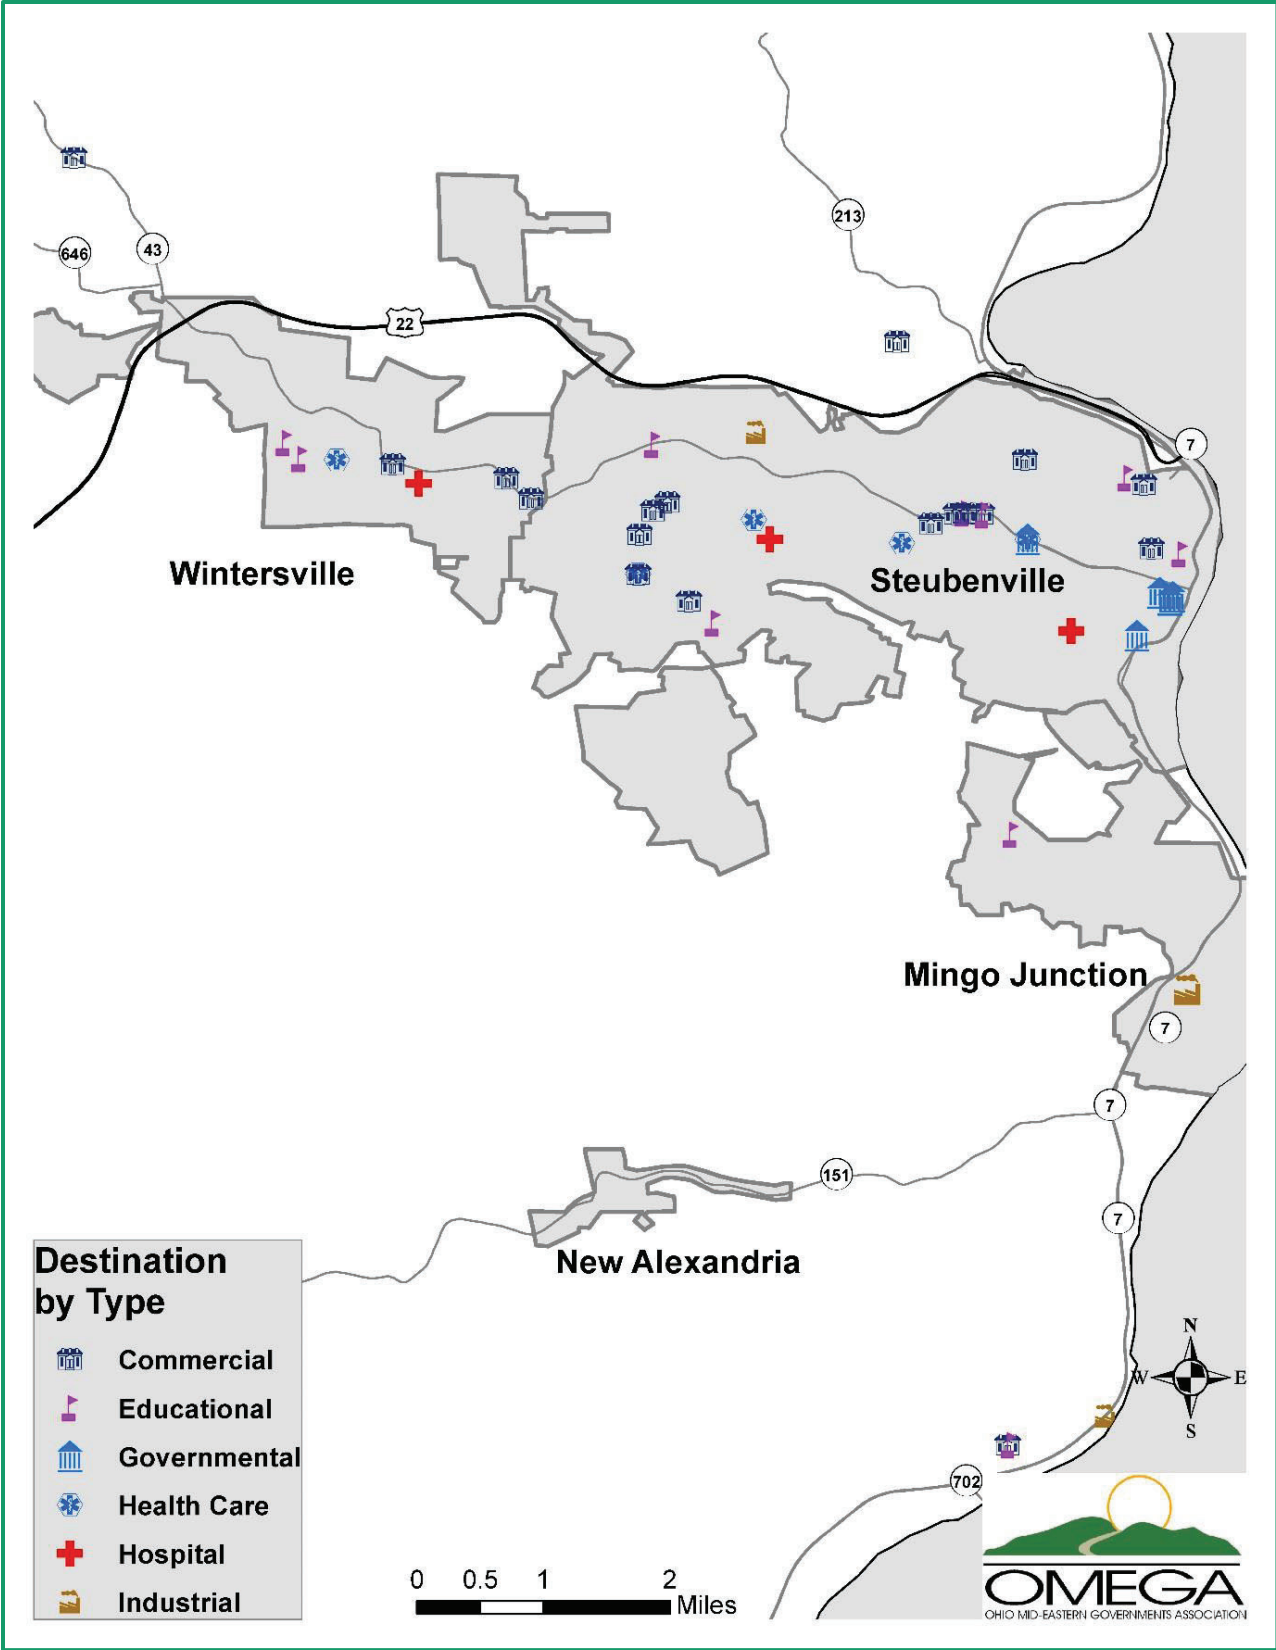 213
646
43
22
7
Wintersville
Steubenville
Mingo Junction
7
7
151
7
New Alexandria
Destination
by Type
Commercial
Educational
Governmental
Health Care
Hospital
Industrial
N
W E
S
702
0 0.5 1 2
Miles
OMEGA
OHIO MID-EASTERN GOVERNMENTS ASSOCIATION